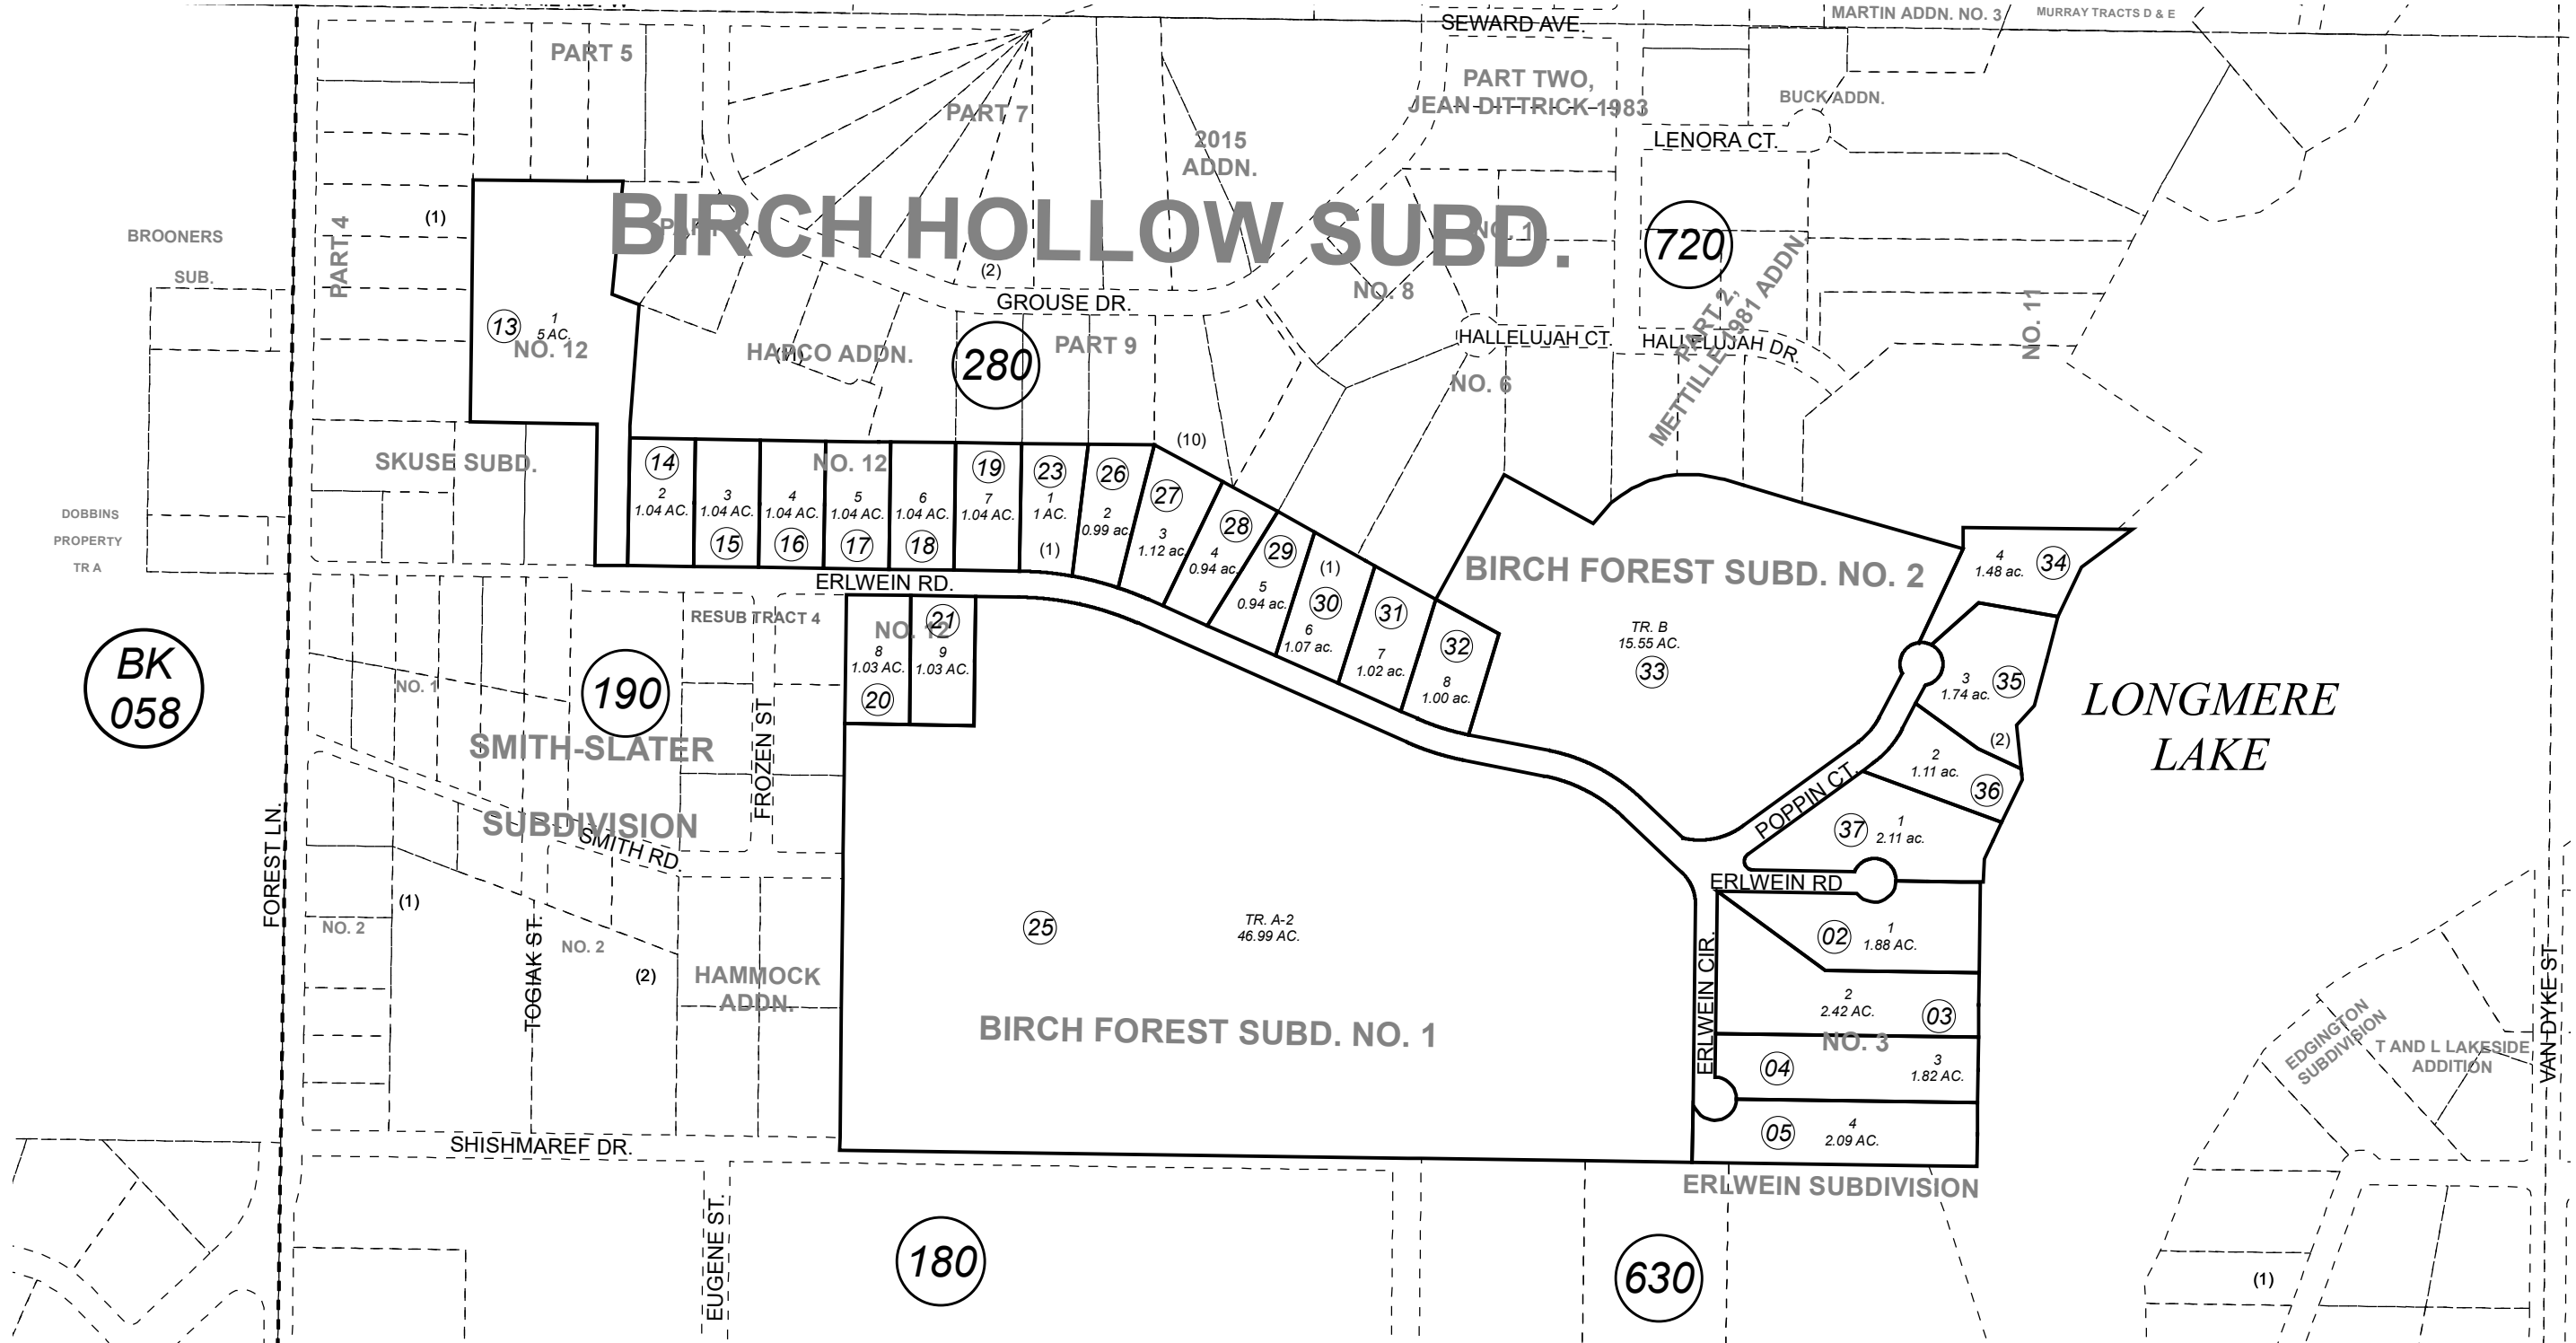 SEWARD AVE.
MARTIN ADDN. NO. 3
MURRAY TRACTS D & E
PART 5
PART TWO,
JEAN DITTRICK 1983
BUCK ADDN.
PART 7
2015
ADDN.
LENORA CT.
BIRCH HOLLOW SUBD.
NO. 1
720
(1)
PART 4
BROONERS
SUB.
(2)
GROUSE DR.
NO. 8
PART 2,
METTILLE 1981 ADDN.
NO. 11
13
1
5 AC.
NO. 12
HAPCO ADDN.
280
PART 9
HALLELUJAH CT.
HALLELUJAH DR.
NO. 6
SKUSE SUBD.
NO. 12
(10)
14
2
1.04 AC.
3
1.04 AC.
15
4
1.04 AC.
16
5
1.04 AC.
17
6
1.04 AC.
18
19
7
1.04 AC.
23
1
1 AC.
(1)
26
2
0.99 ac.
27
3
1.12 ac.
28
4
0.94 ac.
29
5
0.94 ac.
(1)
30
6
1.07 ac.
31
7
1.02 ac.
32
8
1.00 ac.
DOBBINS
PROPERTY
TR A
ERLWEIN RD.
BIRCH FOREST SUBD. NO. 2
TR. B
15.55 AC.
33
4
1.48 ac.
34
3
1.74 ac.
35
(2)
2
1.11 ac.
36
37
1
2.11 ac.
POPPIN CT.
LONGMERE
LAKE
BK
058
RESUB TRACT 4
NO. 12
8
1.03 AC.
20
21
9
1.03 AC.
NO. 1
190
SMITH-SLATER
SUBDIVISION
FROZEN ST
SMITH RD.
FOREST LN.
(1)
NO. 2
TOGIAK ST.
NO. 2
(2)
HAMMOCK
ADDN.
25
TR. A-2
46.99 AC.
BIRCH FOREST SUBD. NO. 1
ERLWEIN RD
ERLWEIN CIR.
02
1
1.88 AC.
2
2.42 AC.
03
NO. 3
04
3
1.82 AC.
05
4
2.09 AC.
ERLWEIN SUBDIVISION
EDGINGTON
SUBDIVISION
T AND L LAKESIDE
ADDITION
VAN DYKE ST
SHISHMAREF DR.
EUGENE ST.
180
630
(1)